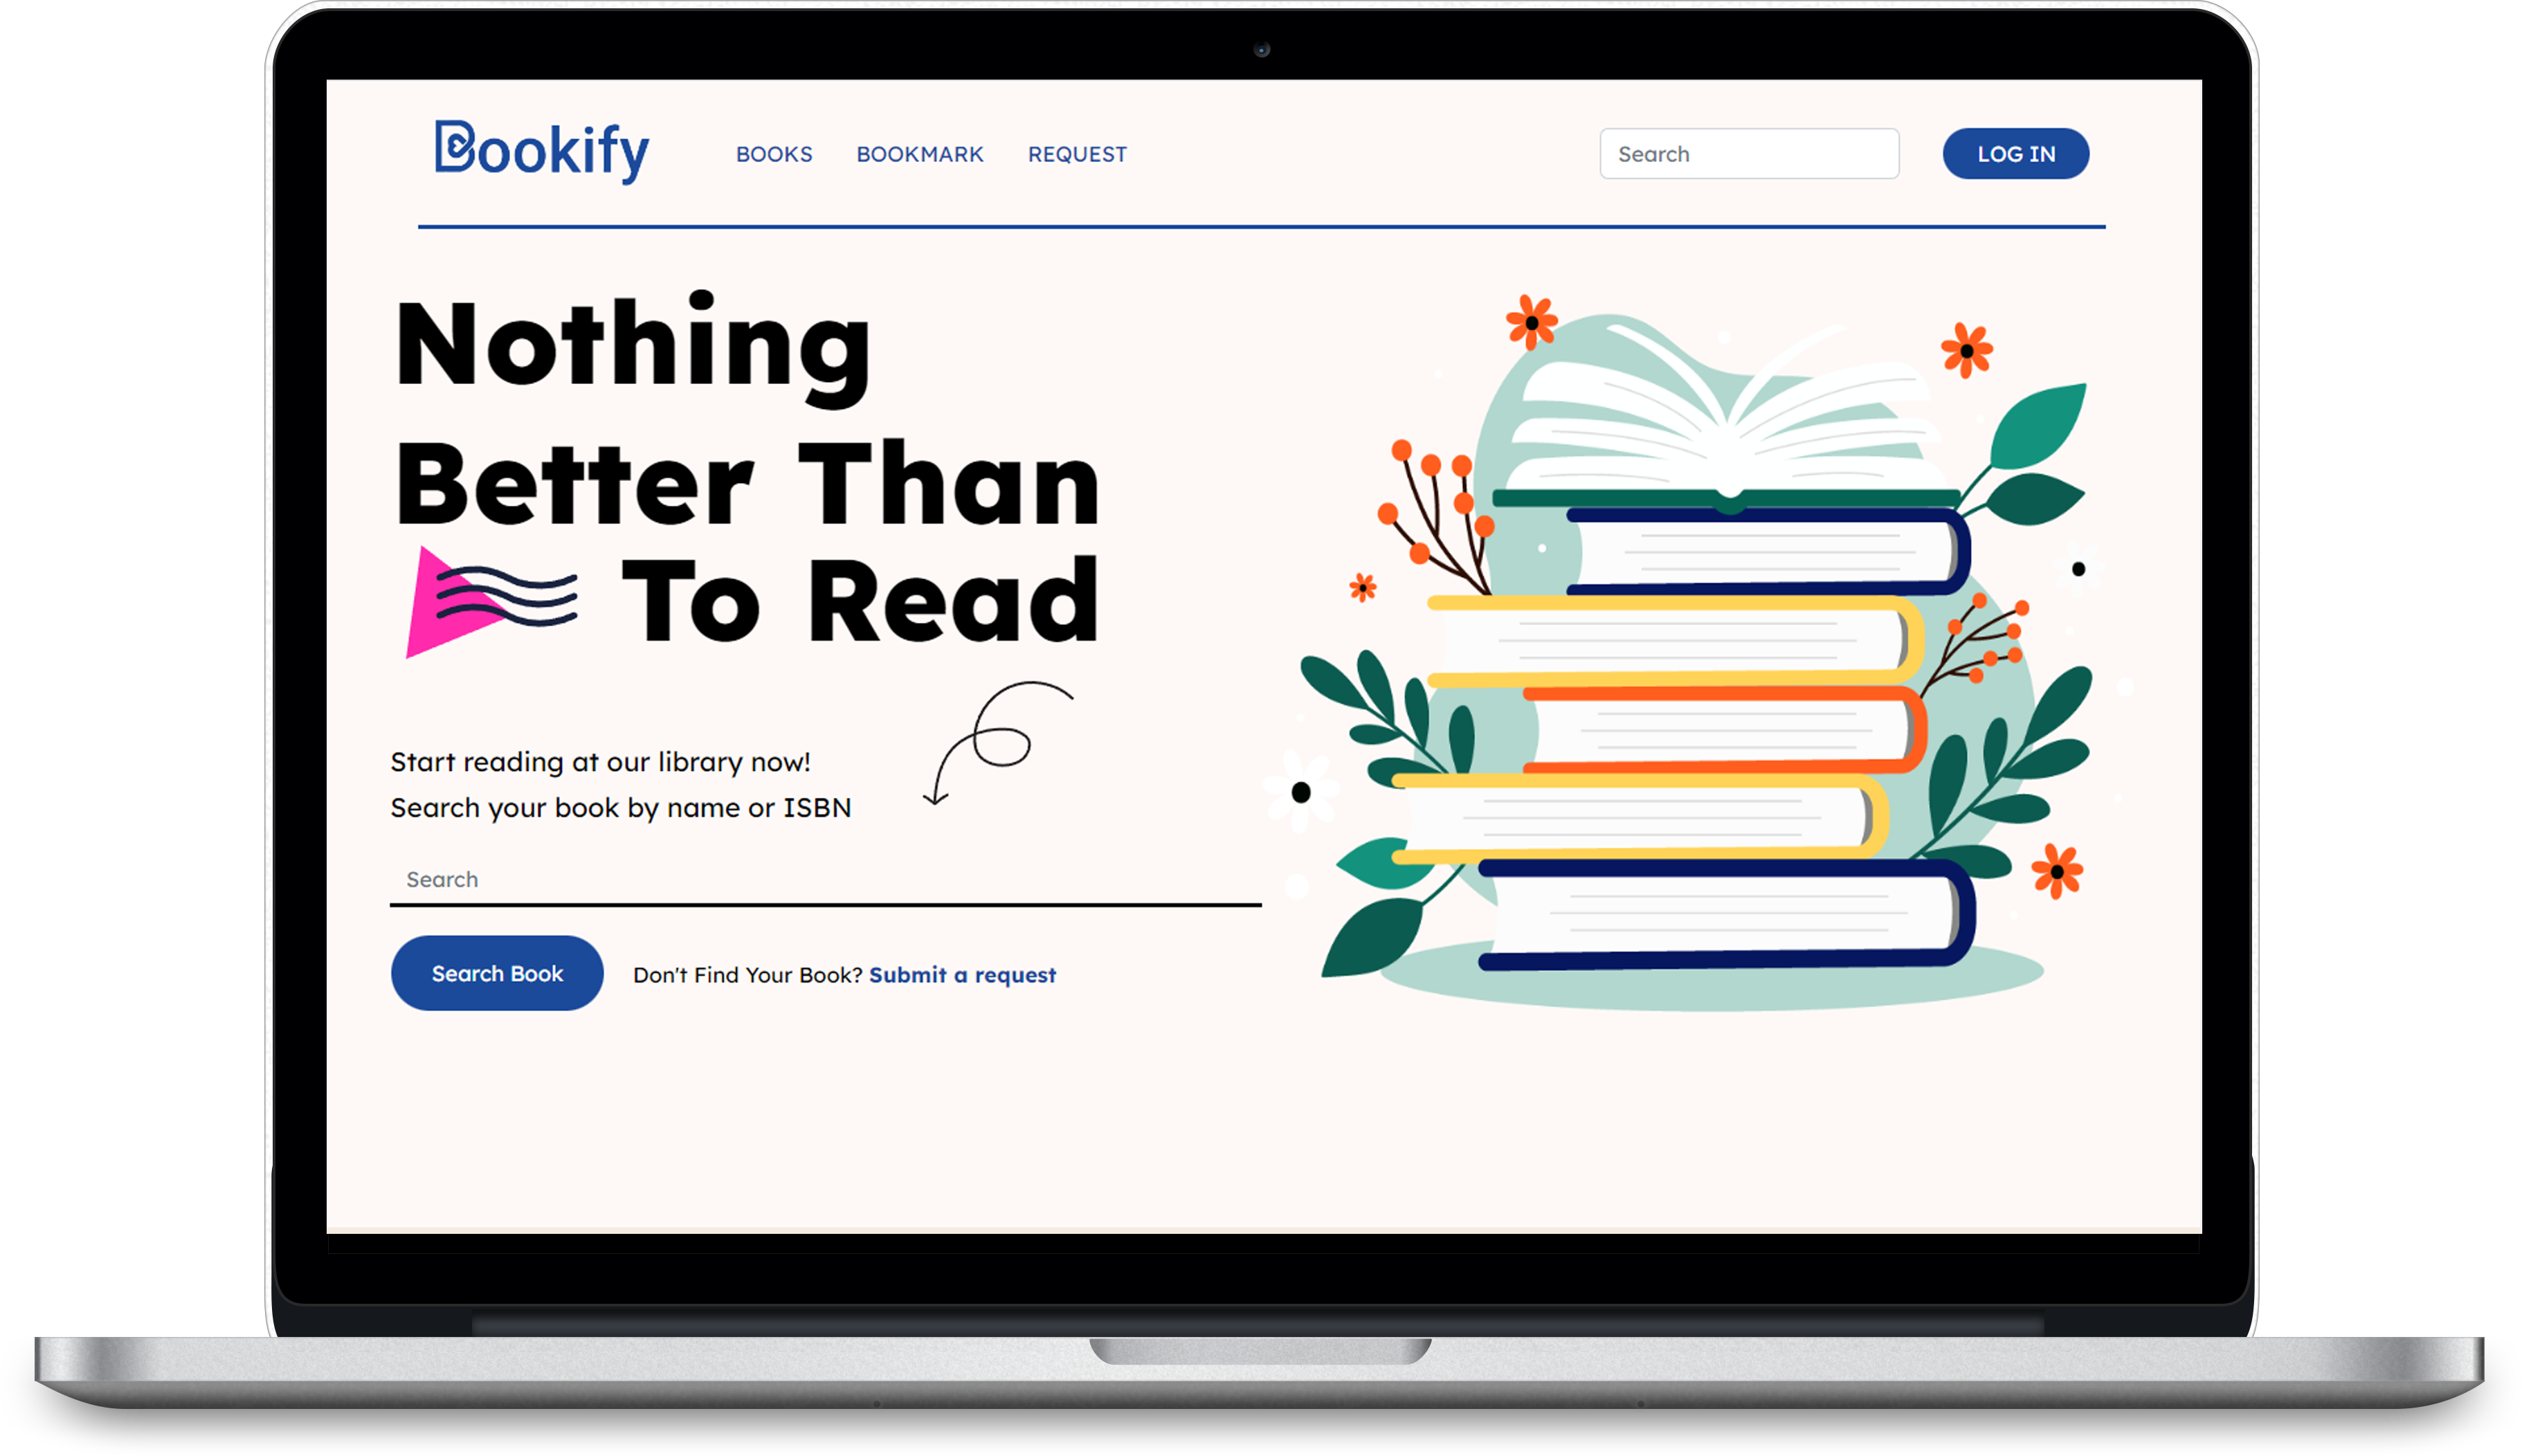 Bookify
BOOKS BOOKMARK REQUEST
Search
LOG IN
Nothing
Better Than
To Read
Start reading at our library now!
Search your book by name or ISBN
Search
Search Book
Don't Find Your Book? Submit a request